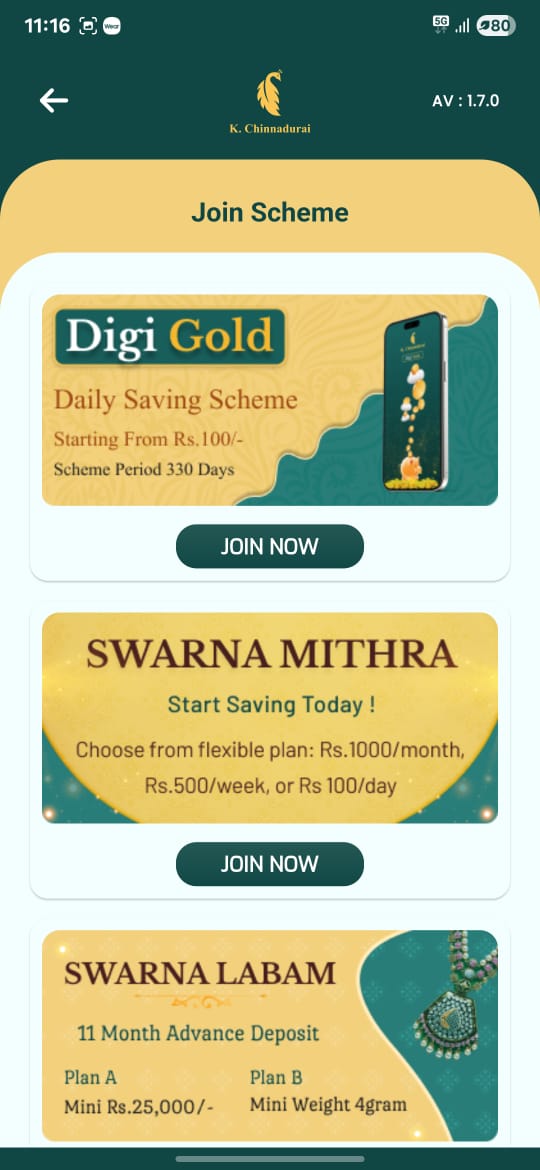 11:16
Wear
5G
80
K. Chinnadurai
AV : 1.7.0
Join Scheme
Digi Gold
Daily Saving Scheme
Starting From Rs.100/-
Scheme Period 330 Days
K. Chinnadurai
JOIN NOW
SWARNA MITHRA
Start Saving Today !
Choose from flexible plan: Rs.1000/month,
Rs.500/week, or Rs 100/day
JOIN NOW
SWARNA LABAM
11 Month Advance Deposit
Plan A
Plan B
Mini Rs.25,000/-
Mini Weight 4gram